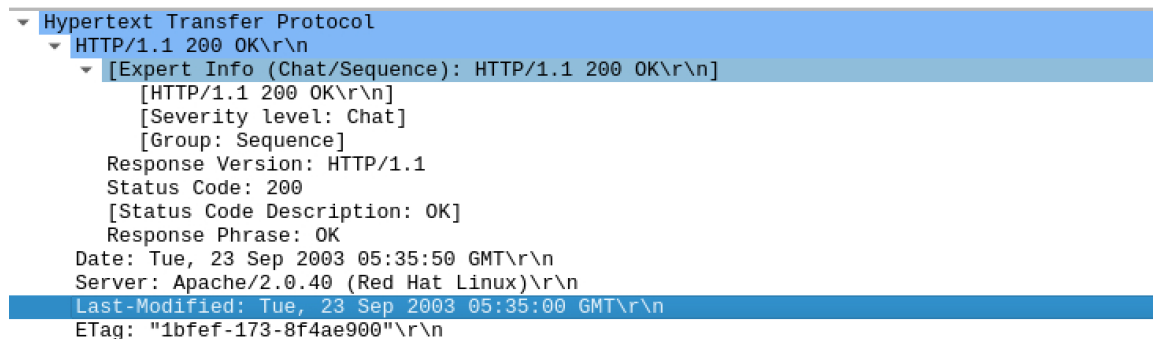 Hypertext Transfer Protocol
HTTP/1.1 200 OK\r\n
[Expert Info (Chat/Sequence): HTTP/1.1 200 OK\r\n]
[HTTP/1.1 200 OK\r\n]
[Severity level: Chat]
[Group: Sequence]
Response Version: HTTP/1.1
Status Code: 200
[Status Code Description: OK]
Response Phrase: OK
Date: Tue, 23 Sep 2003 05:35:50 GMT\r\n
Server: Apache/2.0.40 (Red Hat Linux)\r\n
Last-Modified: Tue, 23 Sep 2003 05:35:00 GMT\r\n
ETag: "1bfef-173-8f4ae900"\r\n